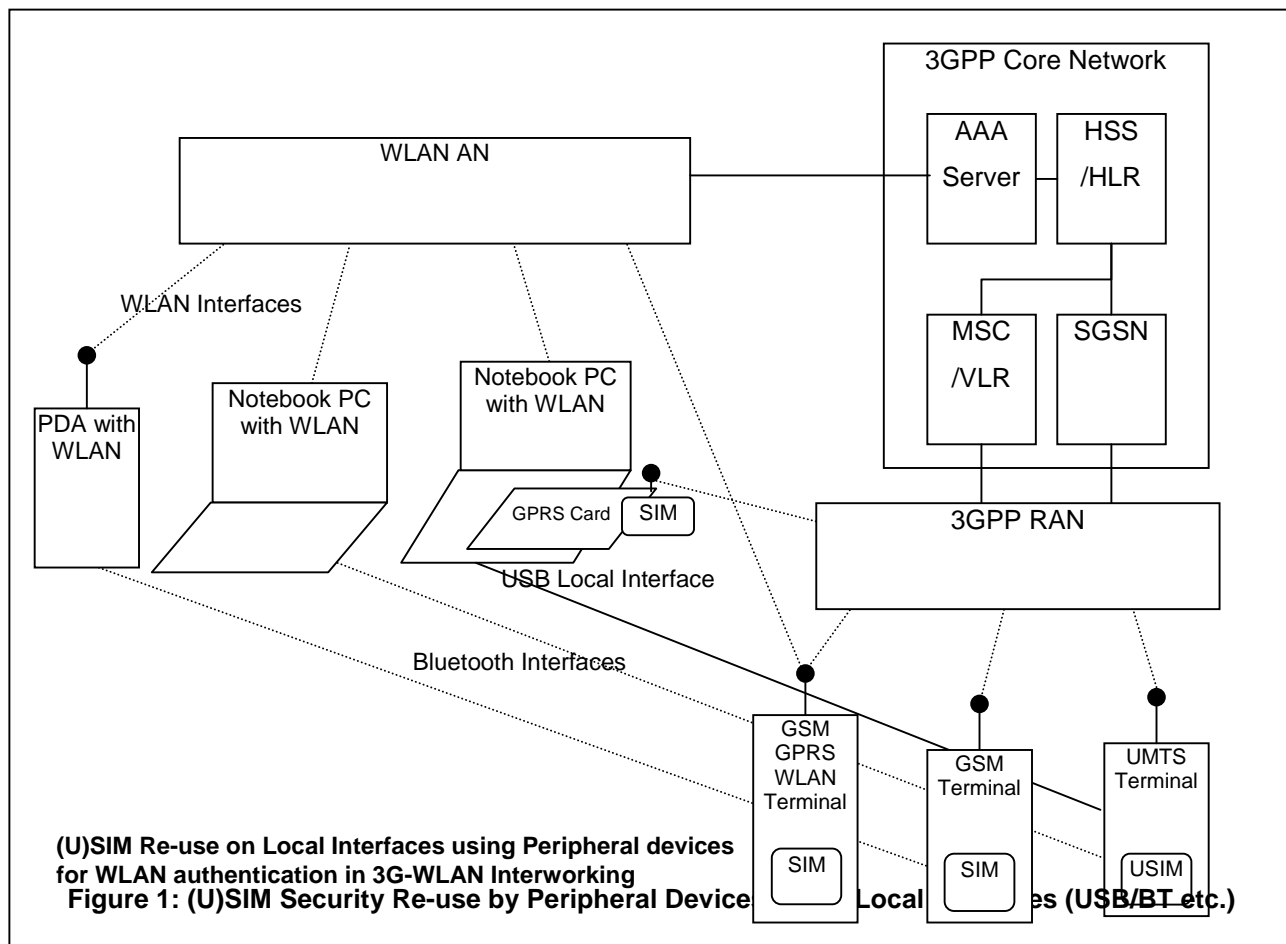 3GPP Core Network
AAA
Server
HSS
/HLR
WLAN AN
WLAN Interfaces
MSC
/VLR
SGSN
PDA with
WLAN
Notebook PC
with WLAN
Notebook PC
with WLAN
GPRS Card
SIM
3GPP RAN
USB Local Interface
Bluetooth Interfaces
GSM
GPRS
WLAN
Terminal
SIM
GSM
Terminal
SIM
UMTS
Terminal
USIM
(U)SIM Re-use on Local Interfaces using Peripheral devices
for WLAN authentication in 3G-WLAN Interworking
Figure 1: (U)SIM Security Re-use by Peripheral Devices Local es (USB/BT etc.)